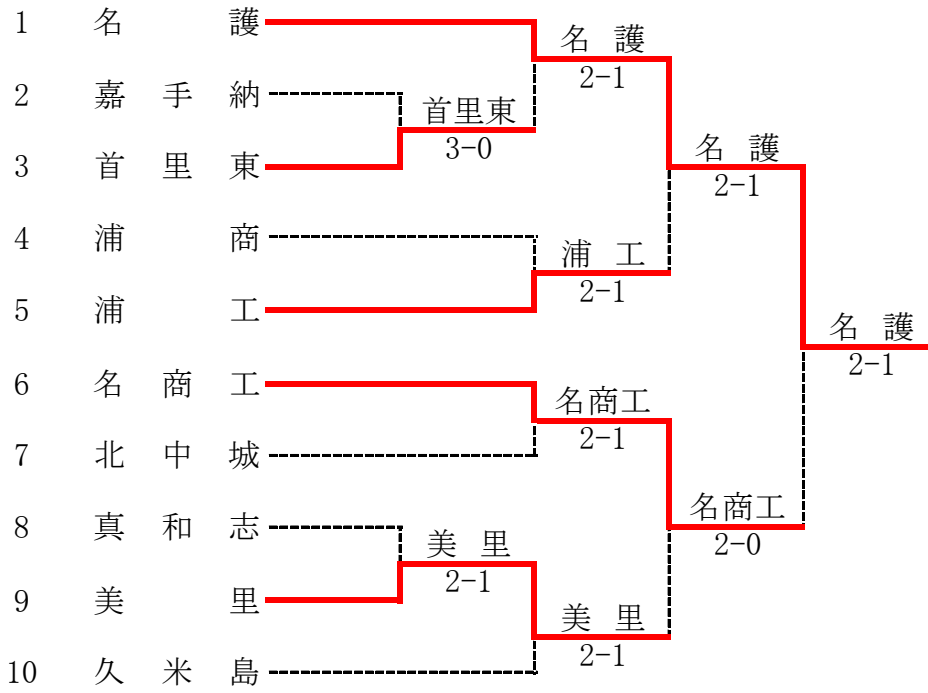 1 名 護
名 護
2-1
2 嘉 手 納
首里東
3-0
3 首 里 東
名 護
2-1
4 浦 商
浦 工
2-1
5 浦 工
名 護
2-1
6 名 商 工
名商工
2-1
7 北 中 城
8 真 和 志
名商工
2-0
美 里
2-1
9 美 里
美 里
2-1
10 久 米 島